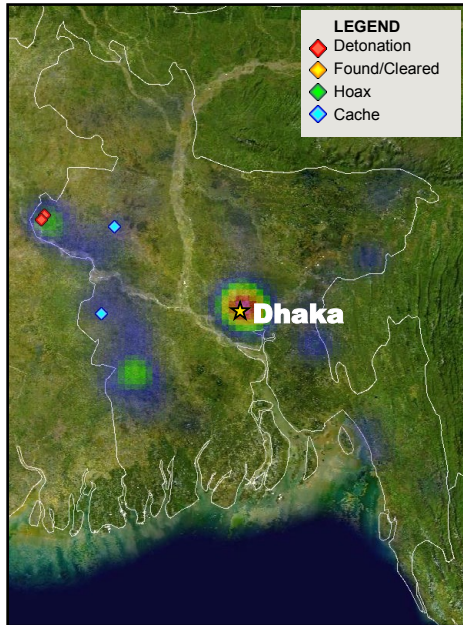 LEGEND
Detonation
Found/Cleared
Hoax
Cache
Dhaka